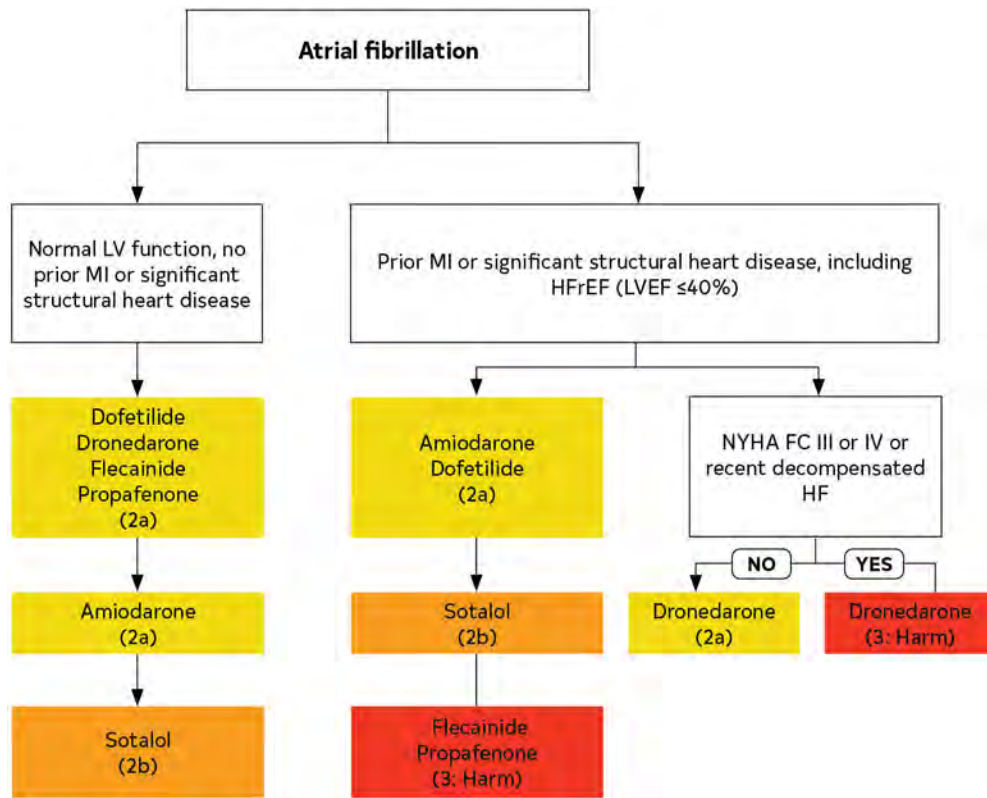 Atrial fibrillation
Normal LV function, no
prior MI or significant
structural heart disease
Prior MI or significant structural heart disease, including
HFrEF (LVEF ≤40%)
Dofetilide
Dronedarone
Flecainide
Propafenone
(2a)
Amiodarone
Dofetilide
(2a)
NYHA FC III or IV or
recent decompensated
HF
NO
YES
Amiodarone
(2a)
Sotalol
(2b)
Dronedarone
(2a)
Dronedarone
(3: Harm)
Sotalol
(2b)
Flecainide
Propafenone
(3: Harm)